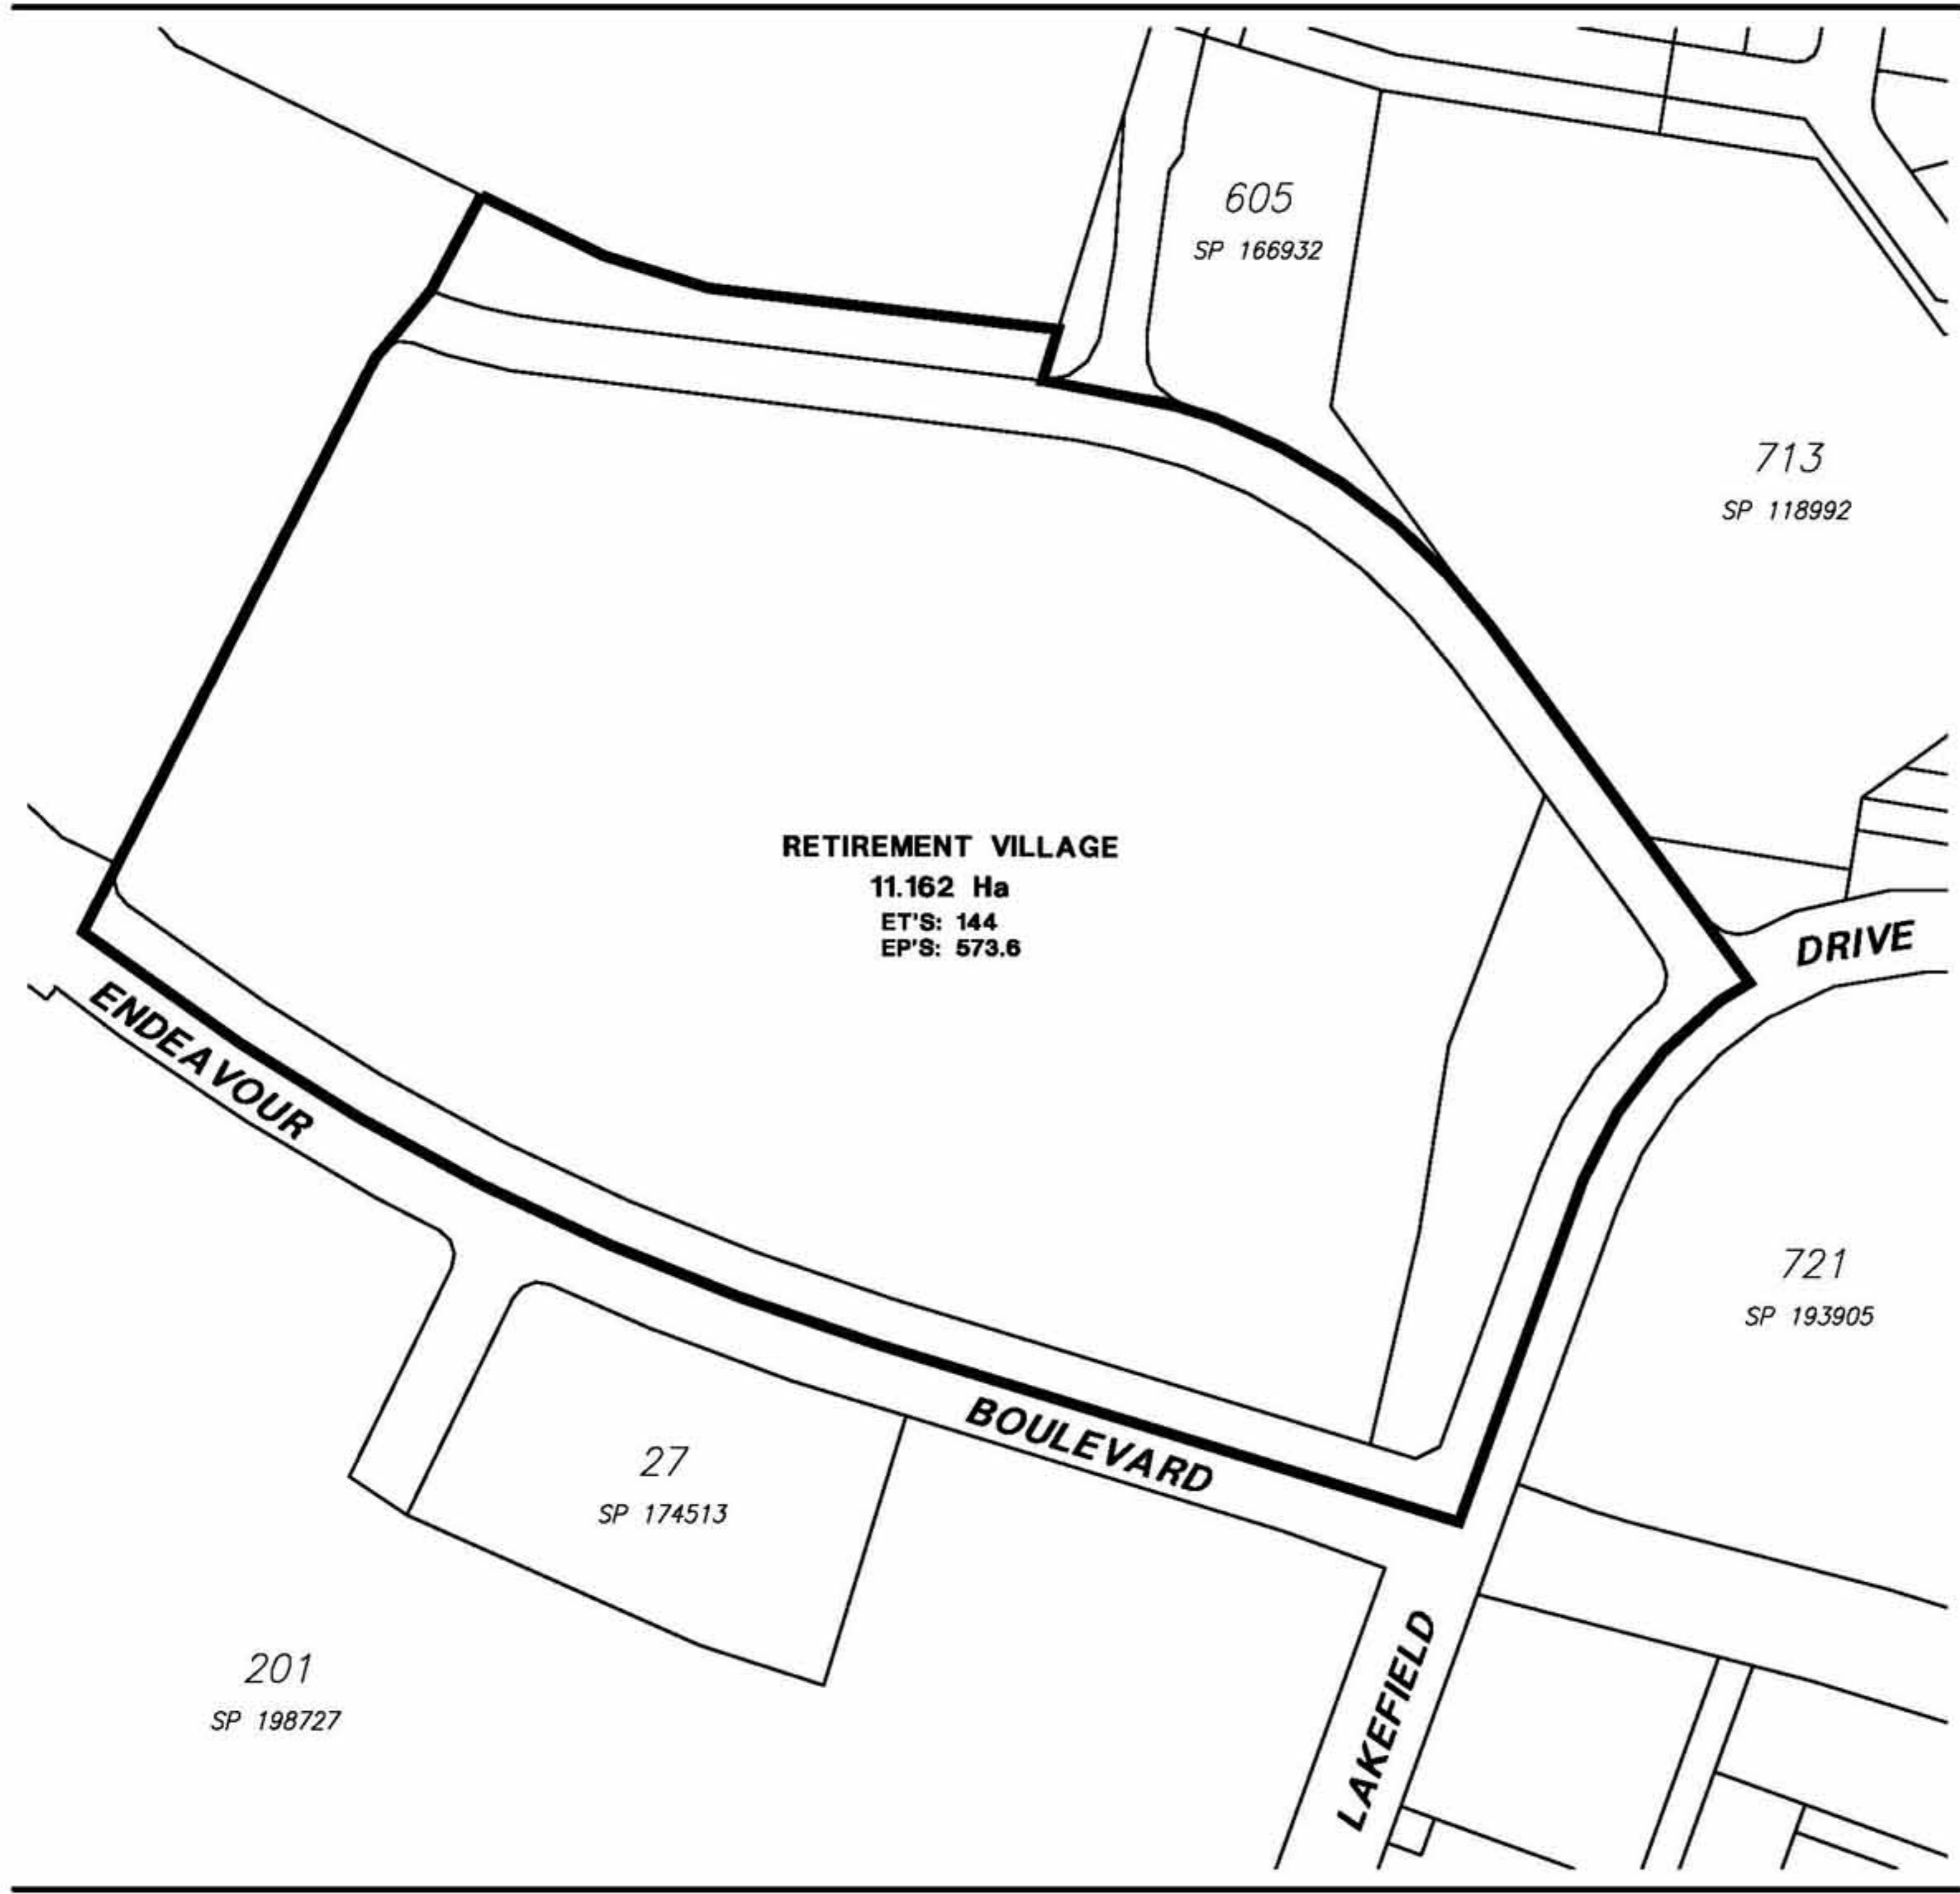 605
SP 166932
713
SP 118992
RETIREMENT VILLAGE
11.162 Ha
ET'S: 144
EP'S: 573.6
DRIVE
ENDEAVOUR
721
SP 193905
BOULEVARD
27
SP 174513
201
SP 198727
LAKEFIELD